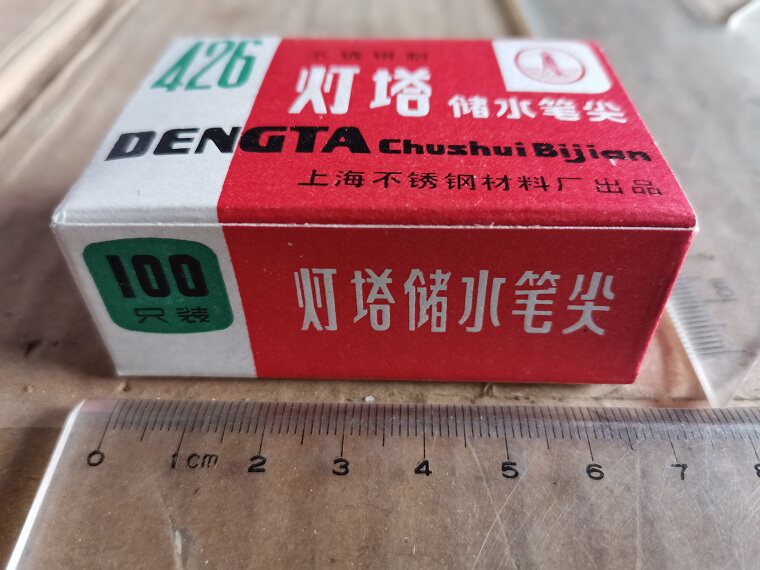 426
不锈钢制
灯塔 储水笔尖
DENGTA Chushui Bijian
上海不锈钢材料厂出品
100
只装
灯塔储水笔尖
0 1cm 2 3 4 5 6 7 8